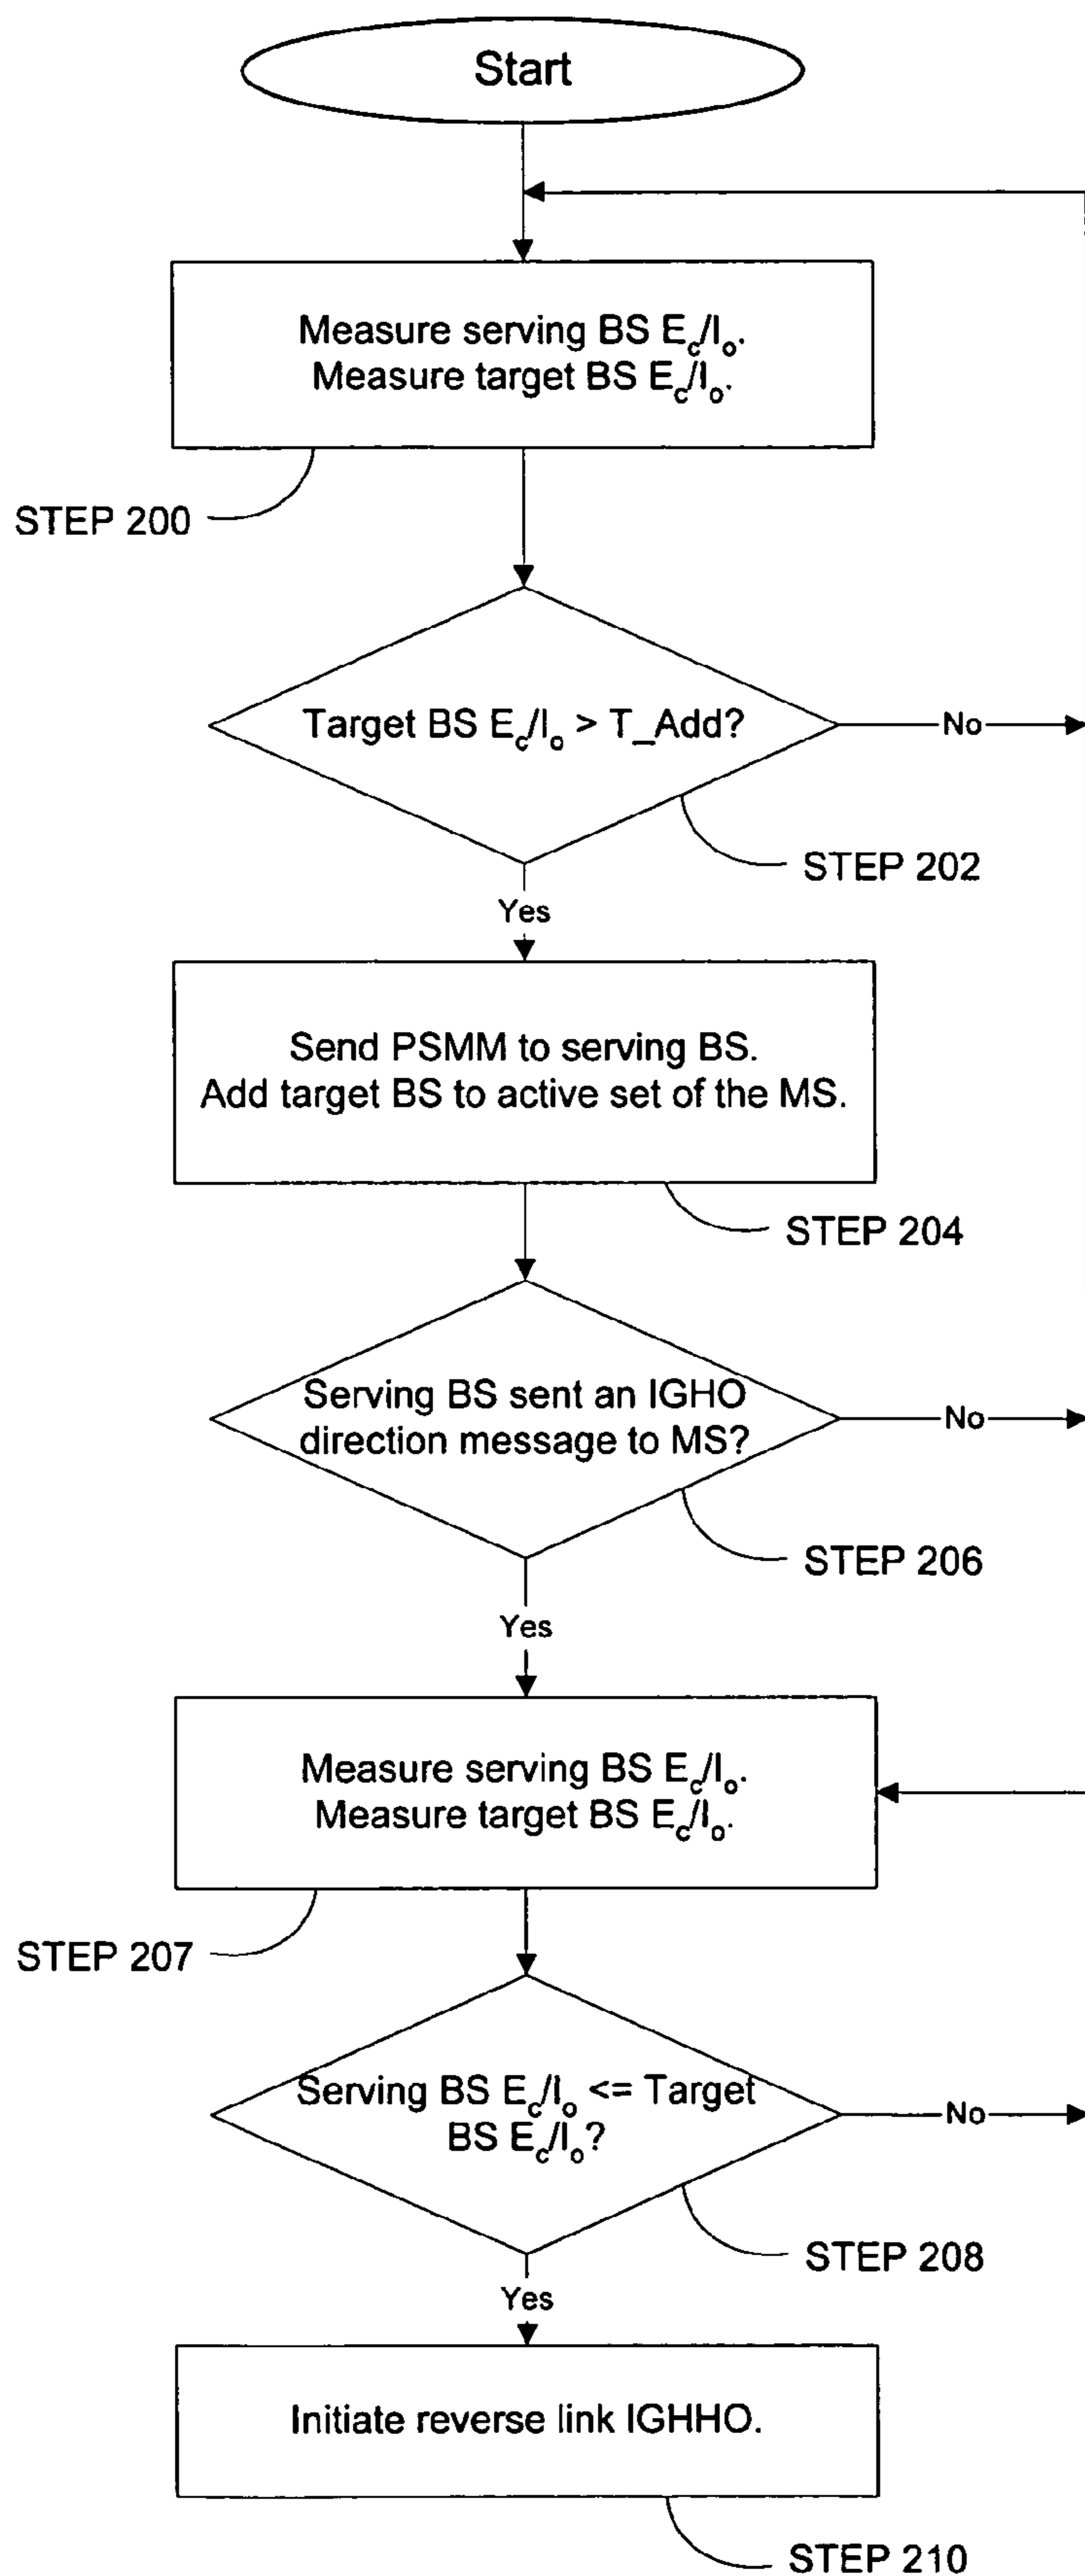 Start
Measure serving BS Ec/Io.
Measure target BS Ec/Io.
STEP 200
Target BS Ec/Io > T_Add?
No
STEP 202
Yes
Send PSMM to serving BS.
Add target BS to active set of the MS.
STEP 204
Serving BS sent an IGHO
direction message to MS?
No
STEP 206
Yes
Measure serving BS Ec/Io.
Measure target BS Ec/Io.
STEP 207
Serving BS Ec/Io <= Target
BS Ec/Io?
No
STEP 208
Yes
Initiate reverse link IGHHO.
STEP 210